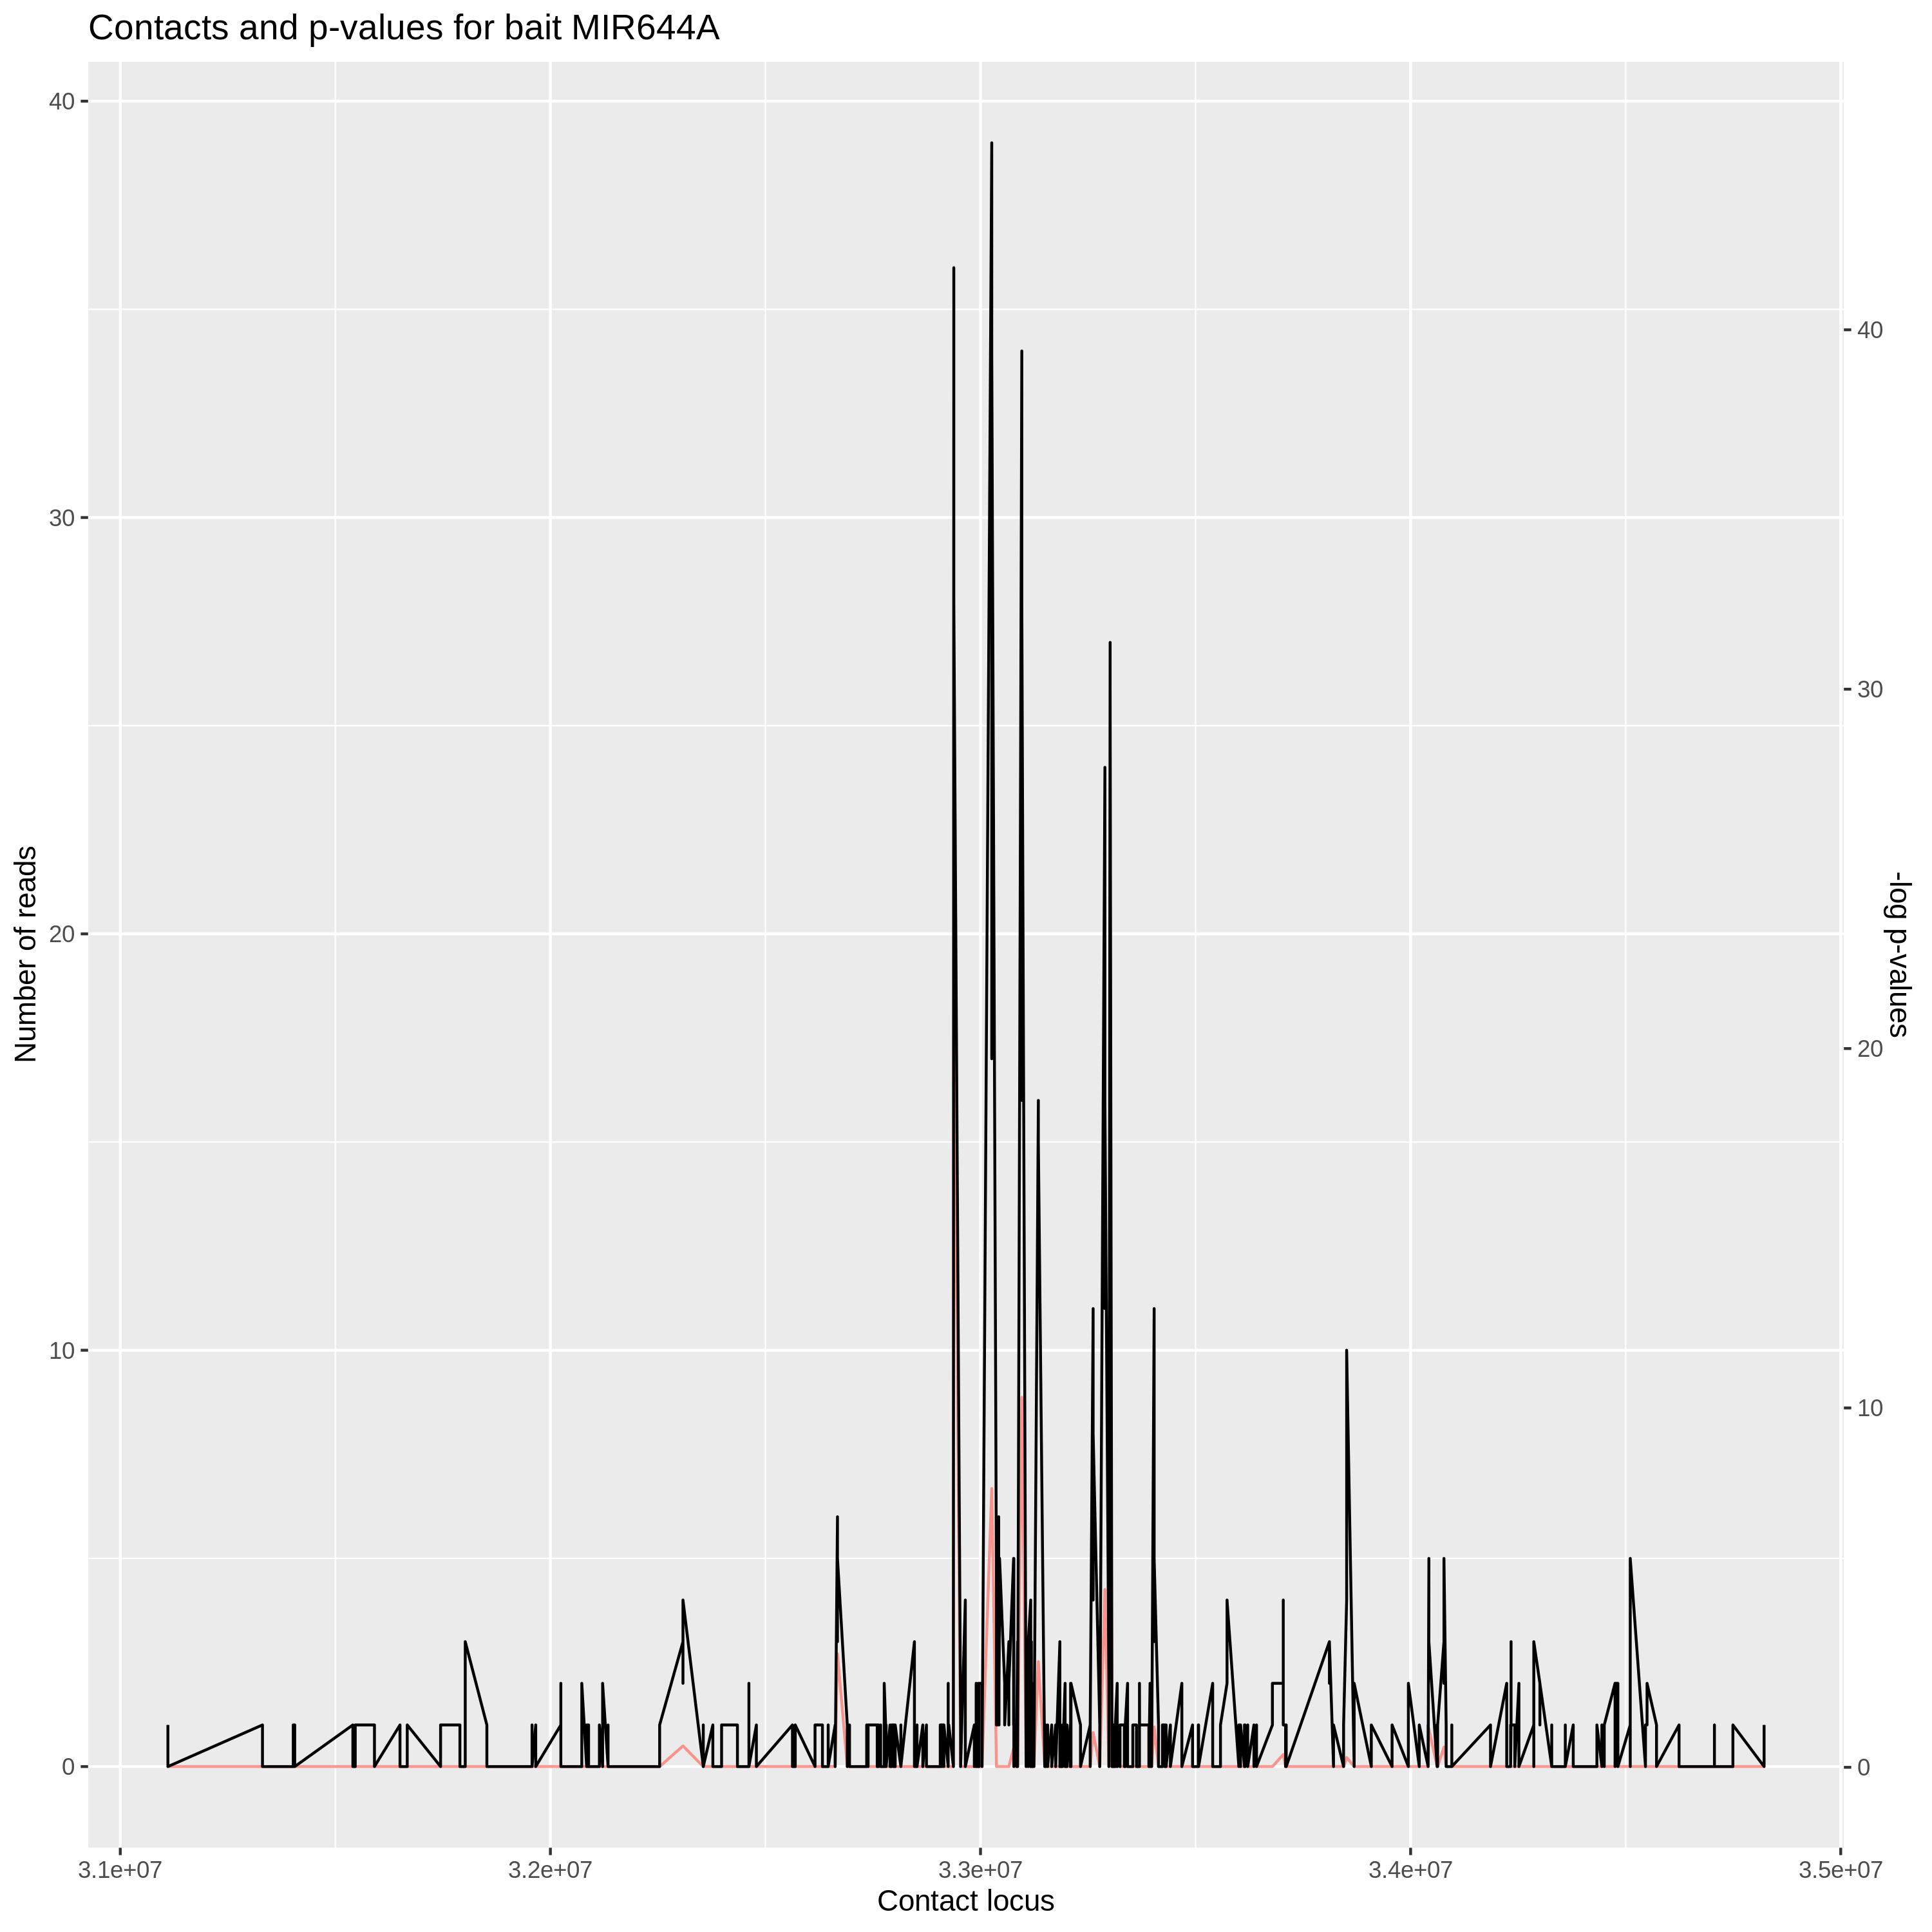 Contacts and p-values for bait MIR644A
40
30
20
10
0
Number of reads
40
30
20
10
0
-log p-values
3.1e+07
3.2e+07
3.3e+07
3.4e+07
3.5e+07
Contact locus